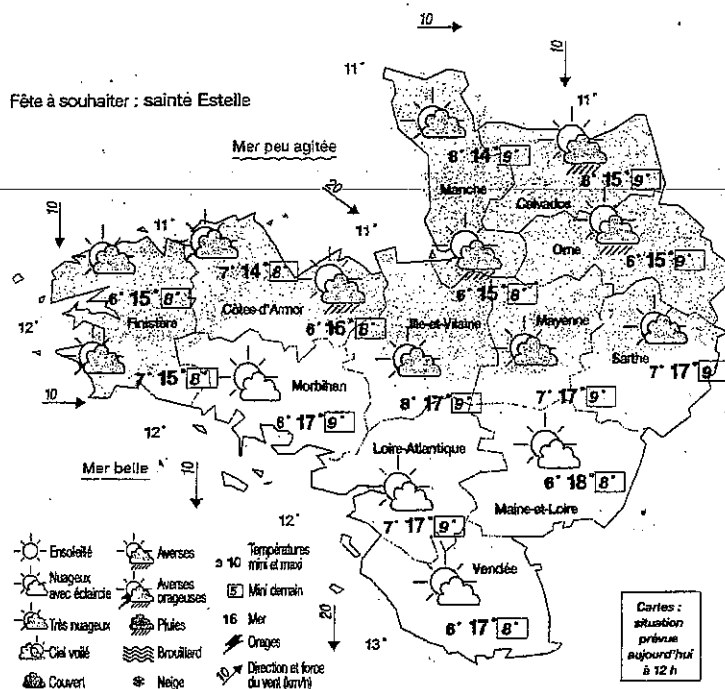 10
11°
10
Fête à souhaiter : sainte Estelle
11°
Mer peu agitée
8° 14° 9°
Manche
6° 15° 9°
Calvados
20
10
11°
11°
Orne
7° 14° 8°
6° 15° 9°
6° 15° 8°
Côtes-d'Armor
6° 15° 8°
Finistère
6° 16° 8°
Ille-et-Vilaine
Mayenne
12°
Sarthe
7° 15° 8°
Morbihan
7° 17° 9°
7° 17° 9°
10
8° 17° 9°
8° 17° 9°
12°
Loire-Atlantique
Mer belle
10
6° 18° 8°
Maine-et-Loire
12°
7° 17° 9°
Vendée
6° 17° 8°
20
13°
Ensoleillé
Averses
10
Températures
mini et maxi
Nuageux
avec éclaircie
Averses
orageuses
5
Mini demain
Très nuageux
Pluies
16
Mer
Ciel voilé
Brouillard
Orages
Couvert
Neige
10
Direction et force
du vent (km/h)
Cartes :
situation
prévue
aujourd'hui
à 12 h